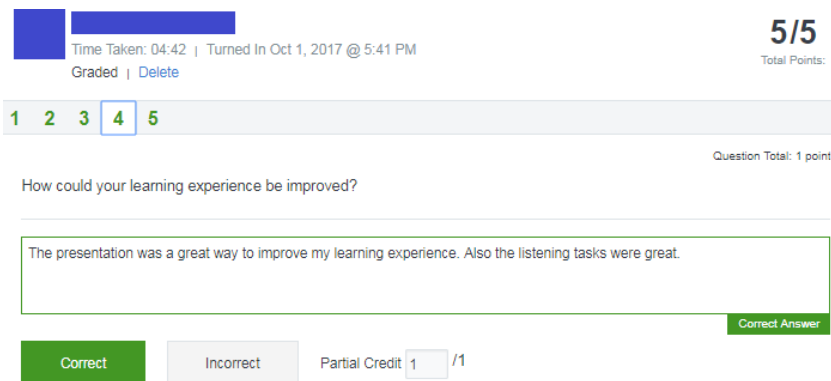 5/5
Time Taken: 04:42 | Turned In Oct 1, 2017 @ 5:41 PM
Total Points:
Graded | Delete
1 2 3 4 5
Question Total: 1 point
How could your learning experience be improved?
The presentation was a great way to improve my learning experience. Also the listening tasks were great.
Correct Answer
Correct Incorrect Partial Credit 1 /1